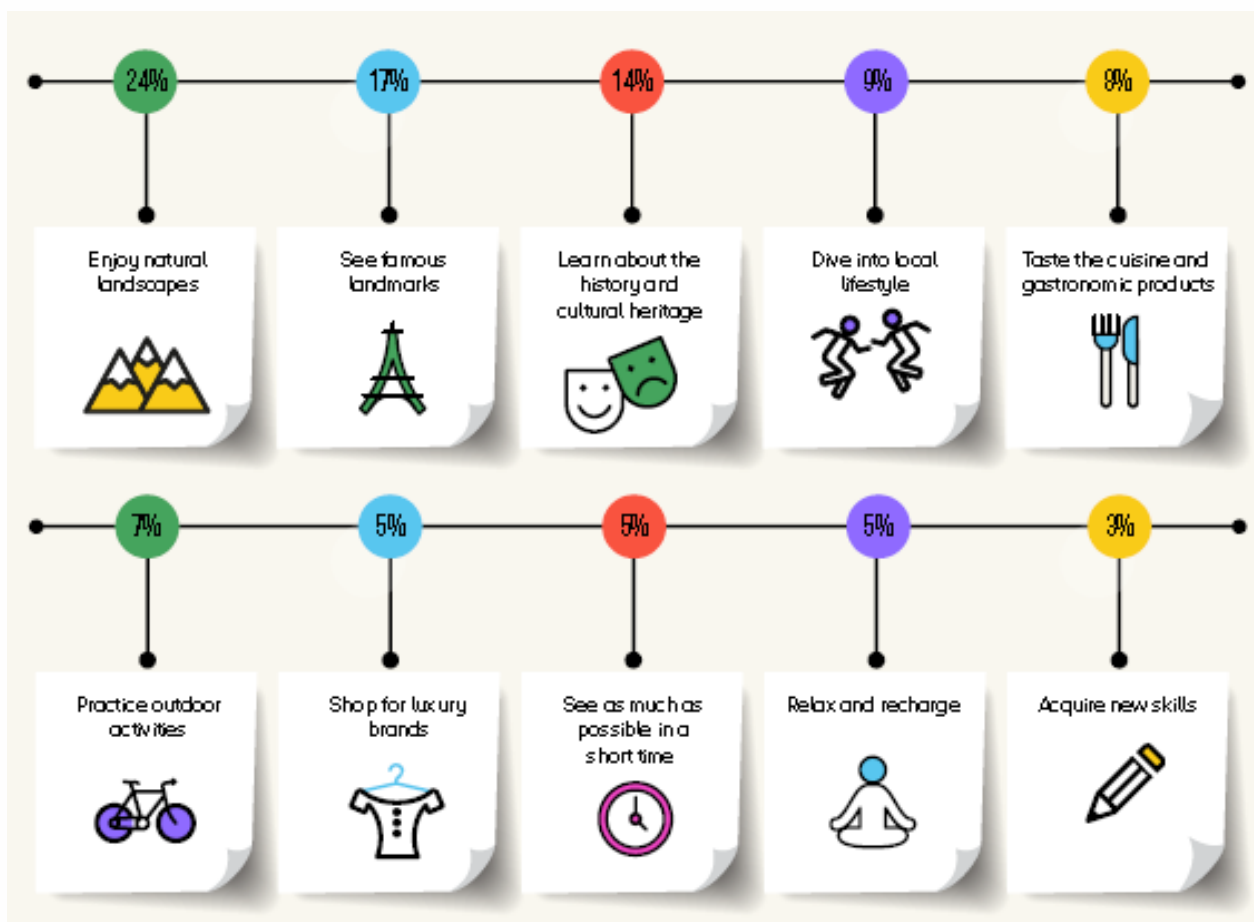 24% 17% 14% 9% 8%
Enjoy natural
landscapes
See famous
landmarks
Learn about the
history and
cultural heritage
Dive into local
lifestyle
Taste the cuisine and
gastronomic products
7% 5% 5% 5% 3%
Practice outdoor
activities
Shop for luxury
brands
See as much as
possible in a
short time
Relax and recharge
Acquire new skills